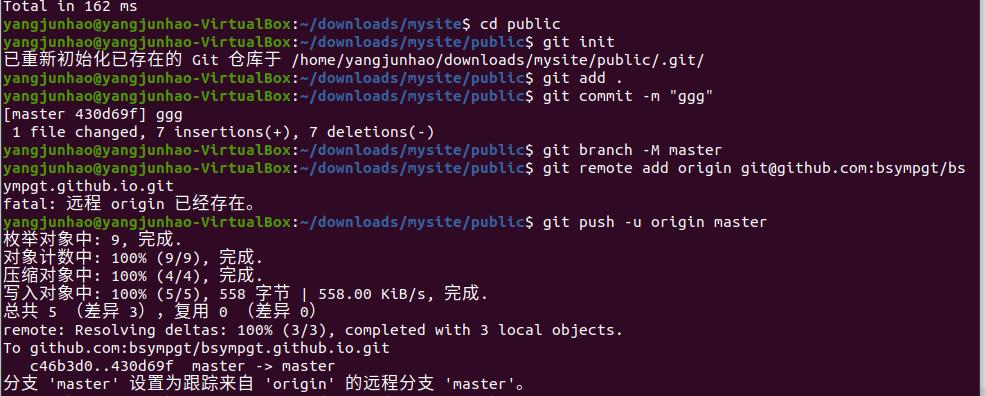 Total in 162 ms
yangjunhao@yangjunhao-VirtualBox:~/downloads/mysite$ cd public
yangjunhao@yangjunhao-VirtualBox:~/downloads/mysite/public$ git init
已重新初始化已存在的 Git 仓库于 /home/yangjunhao/downloads/mysite/public/.git/
yangjunhao@yangjunhao-VirtualBox:~/downloads/mysite/public$ git add .
yangjunhao@yangjunhao-VirtualBox:~/downloads/mysite/public$ git commit -m "ggg"
[master 430d69f] ggg
 1 file changed, 7 insertions(+), 7 deletions(-)
yangjunhao@yangjunhao-VirtualBox:~/downloads/mysite/public$ git branch -M master
yangjunhao@yangjunhao-VirtualBox:~/downloads/mysite/public$ git remote add origin git@github.com:bsympgt/bs
ympgt.github.io.git
fatal: 远程 origin 已经存在。
yangjunhao@yangjunhao-VirtualBox:~/downloads/mysite/public$ git push -u origin master
枚举对象中: 9, 完成.
对象计数中: 100% (9/9), 完成.
压缩对象中: 100% (4/4), 完成.
写入对象中: 100% (5/5), 558 字节 | 558.00 KiB/s, 完成.
总共 5 （差异 3），复用 0 （差异 0）
remote: Resolving deltas: 100% (3/3), completed with 3 local objects.
To github.com:bsympgt/bsympgt.github.io.git
   c46b3d0..430d69f  master -> master
分支 'master' 设置为跟踪来自 'origin' 的远程分支 'master'。